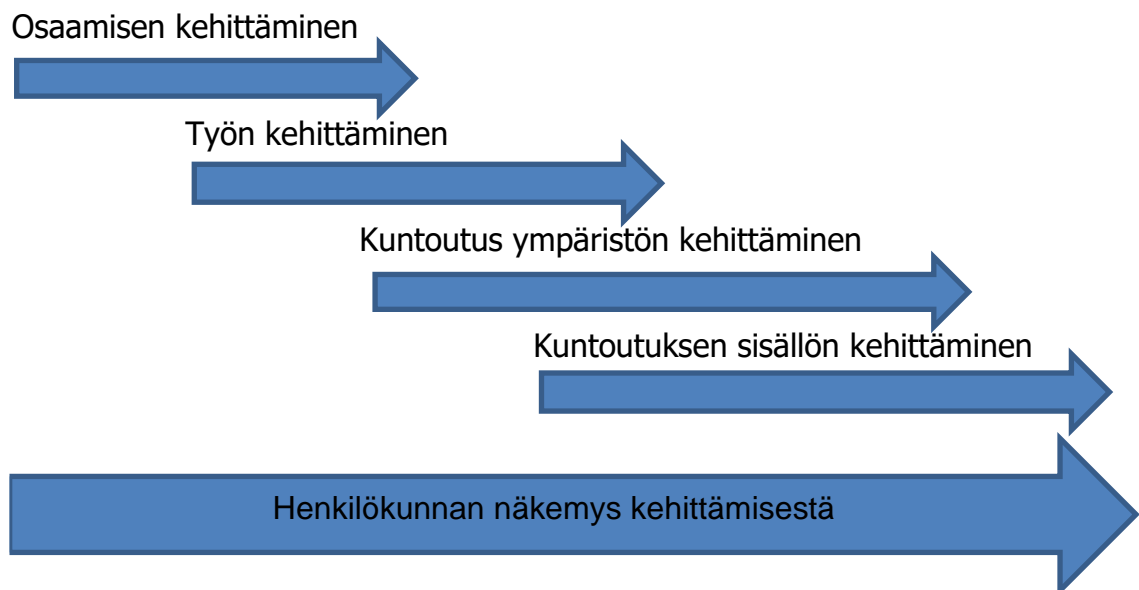 Osaamisen kehittäminen
Työn kehittäminen
Kuntoutus ympäristön kehittäminen
Kuntoutuksen sisällön kehittäminen
Henkilökunnan näkemys kehittämisestä